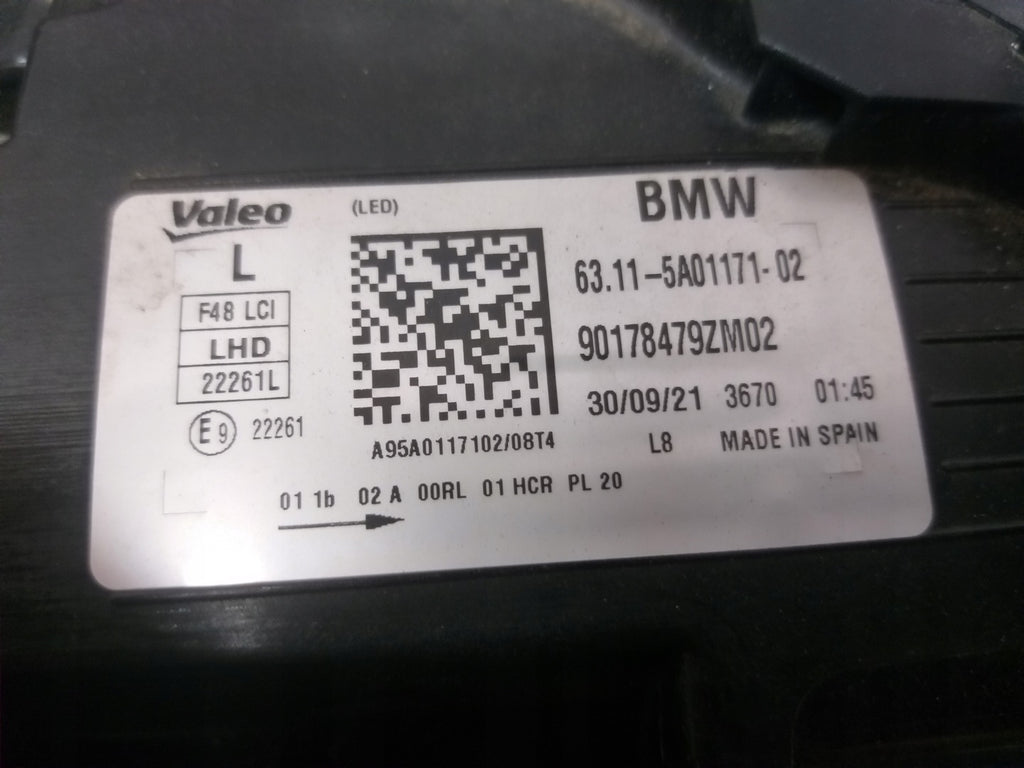 Valeo (LED) BMW
L
63.11-5A01171-02
F48 LCI
LHD
90178479ZM02
22261L
30/09/21 3670 01:45
E9 22261
A95A0117102/08T4
L8 MADE IN SPAIN
01 1b 02 A 00RL 01 HCR PL 20